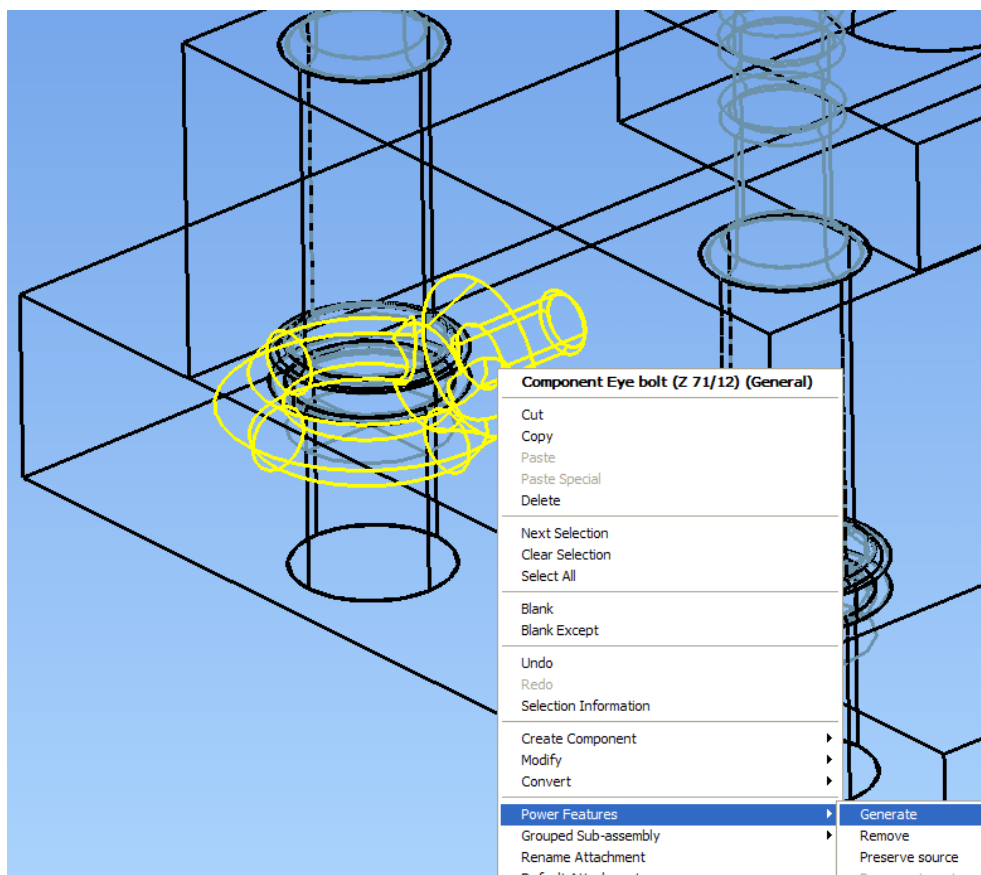 Component Eye bolt (Z 71/12) (General)
Cut
Copy
Paste
Paste Special
Delete
Next Selection
Clear Selection
Select All
Blank
Blank Except
Undo
Redo
Selection Information
Create Component
Modify
Convert
Power Features
Generate
Grouped Sub-assembly
Remove
Rename Attachment
Preserve source